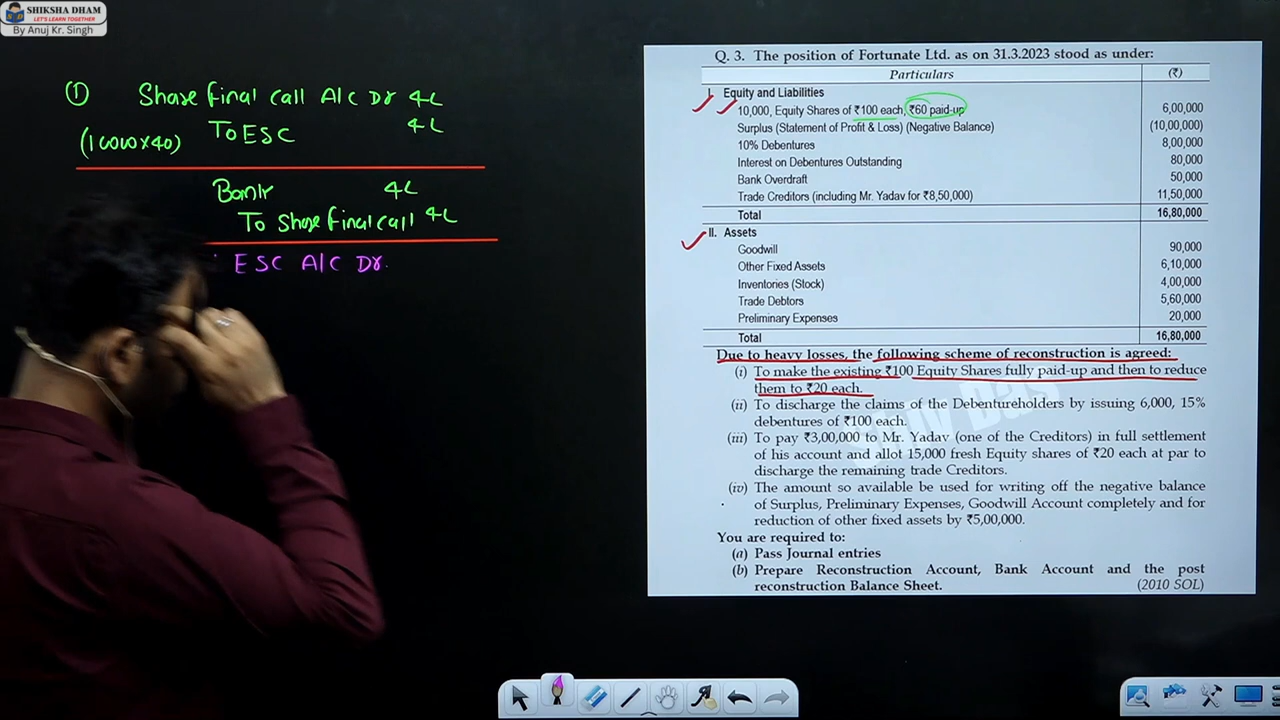 SHIKSHA DHAM
LET'S LEARN TOGETHER
By Anuj Kr. Singh
① Share final call A/c Dr 4L
To ESC 4L
(10000x40)
Bank 4L
To Share final call 4L
ESC A/C Dr.
Q. 3. The position of Fortunate Ltd. as on 31.3.2023 stood as under:
Particulars (₹)
I. Equity and Liabilities
10,000, Equity Shares of ₹100 each, ₹60 paid-up 6,00,000
Surplus (Statement of Profit & Loss) (Negative Balance) (10,00,000)
10% Debentures 8,00,000
Interest on Debentures Outstanding 80,000
Bank Overdraft 50,000
Trade Creditors (including Mr. Yadav for ₹8,50,000) 11,50,000
Total 16,80,000
II. Assets
Goodwill 90,000
Other Fixed Assets 6,10,000
Inventories (Stock) 4,00,000
Trade Debtors 5,60,000
Preliminary Expenses 20,000
Total 16,80,000
Due to heavy losses, the following scheme of reconstruction is agreed:
(i) To make the existing ₹100 Equity Shares fully paid-up and then to reduce
them to ₹20 each.
(ii) To discharge the claims of the Debentureholders by issuing 6,000, 15%
debentures of ₹100 each.
(iii) To pay ₹3,00,000 to Mr. Yadav (one of the Creditors) in full settlement
of his account and allot 15,000 fresh Equity shares of ₹20 each at par to
discharge the remaining trade Creditors.
(iv) The amount so available be used for writing off the negative balance
of Surplus, Preliminary Expenses, Goodwill Account completely and for
reduction of other fixed assets by ₹5,00,000.
You are required to:
(a) Pass Journal entries
(b) Prepare Reconstruction Account, Bank Account and the post
reconstruction Balance Sheet. (2010 SOL)